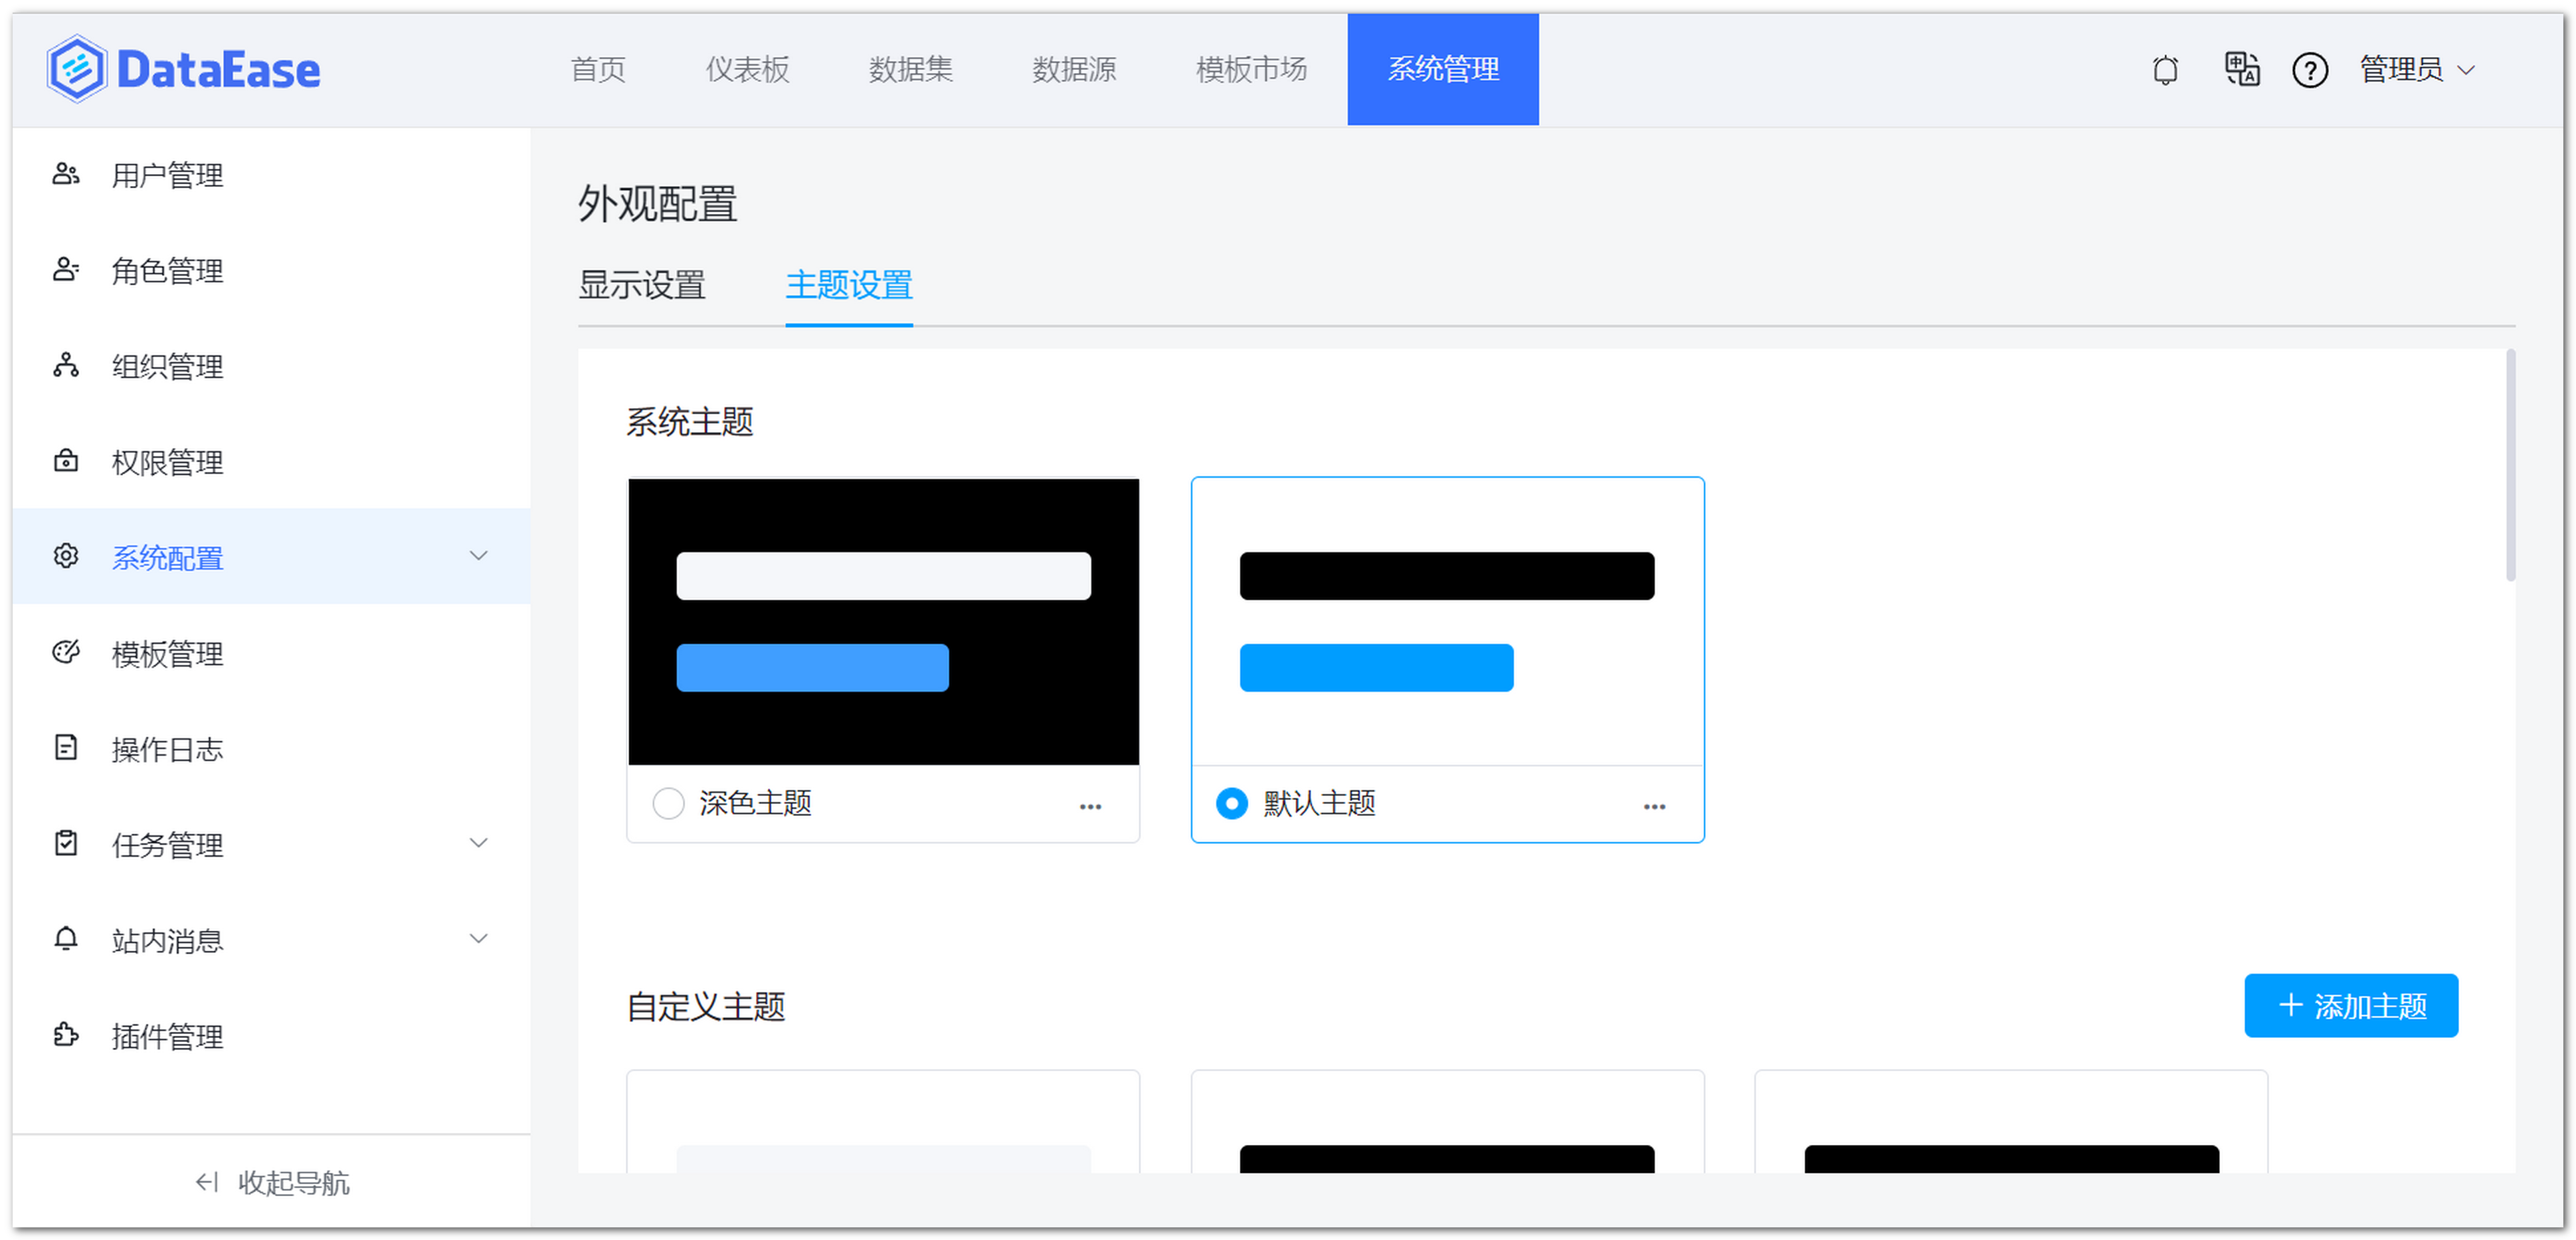 DataEase
首页
仪表板
数据集
数据源
模板市场
系统管理
管理员
用户管理
角色管理
组织管理
权限管理
系统配置
模板管理
操作日志
任务管理
站内消息
插件管理
收起导航
外观配置
显示设置
主题设置
系统主题
深色主题
默认主题
自定义主题
+ 添加主题